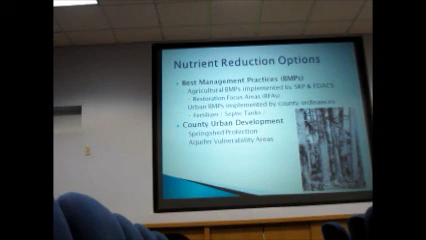 Nutrient Reduction Options
Best Management Practices (BMPs)
Agricultural BMPs implemented by SRP & FDACS
Restoration Focus Areas (RFAs)
Urban BMPs implemented by county ordinances
Fertilizer / Septic Tanks /
County Urban Development
Springshed Protection
Aquifer Vulnerability Areas